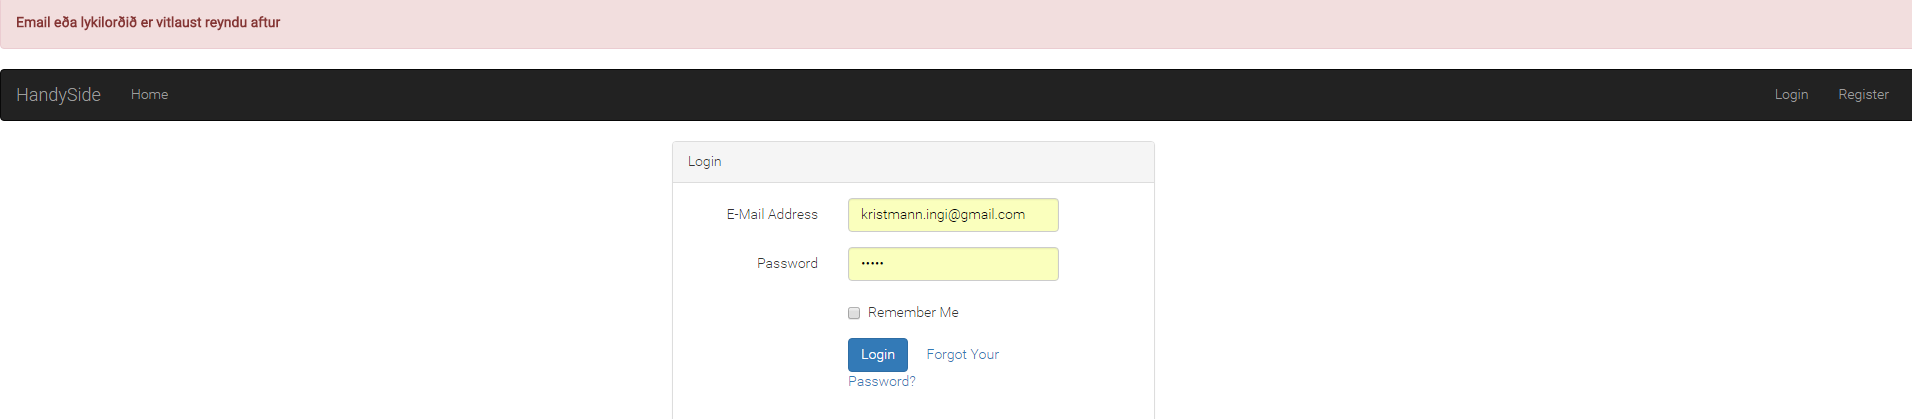 Email eða lykilorðið er vitlaust reyndu aftur
HandySide Home Login Register
Login
E-Mail Address kristmann.ingi@gmail.com
Password •••••
Remember Me
Login Forgot Your
Password?